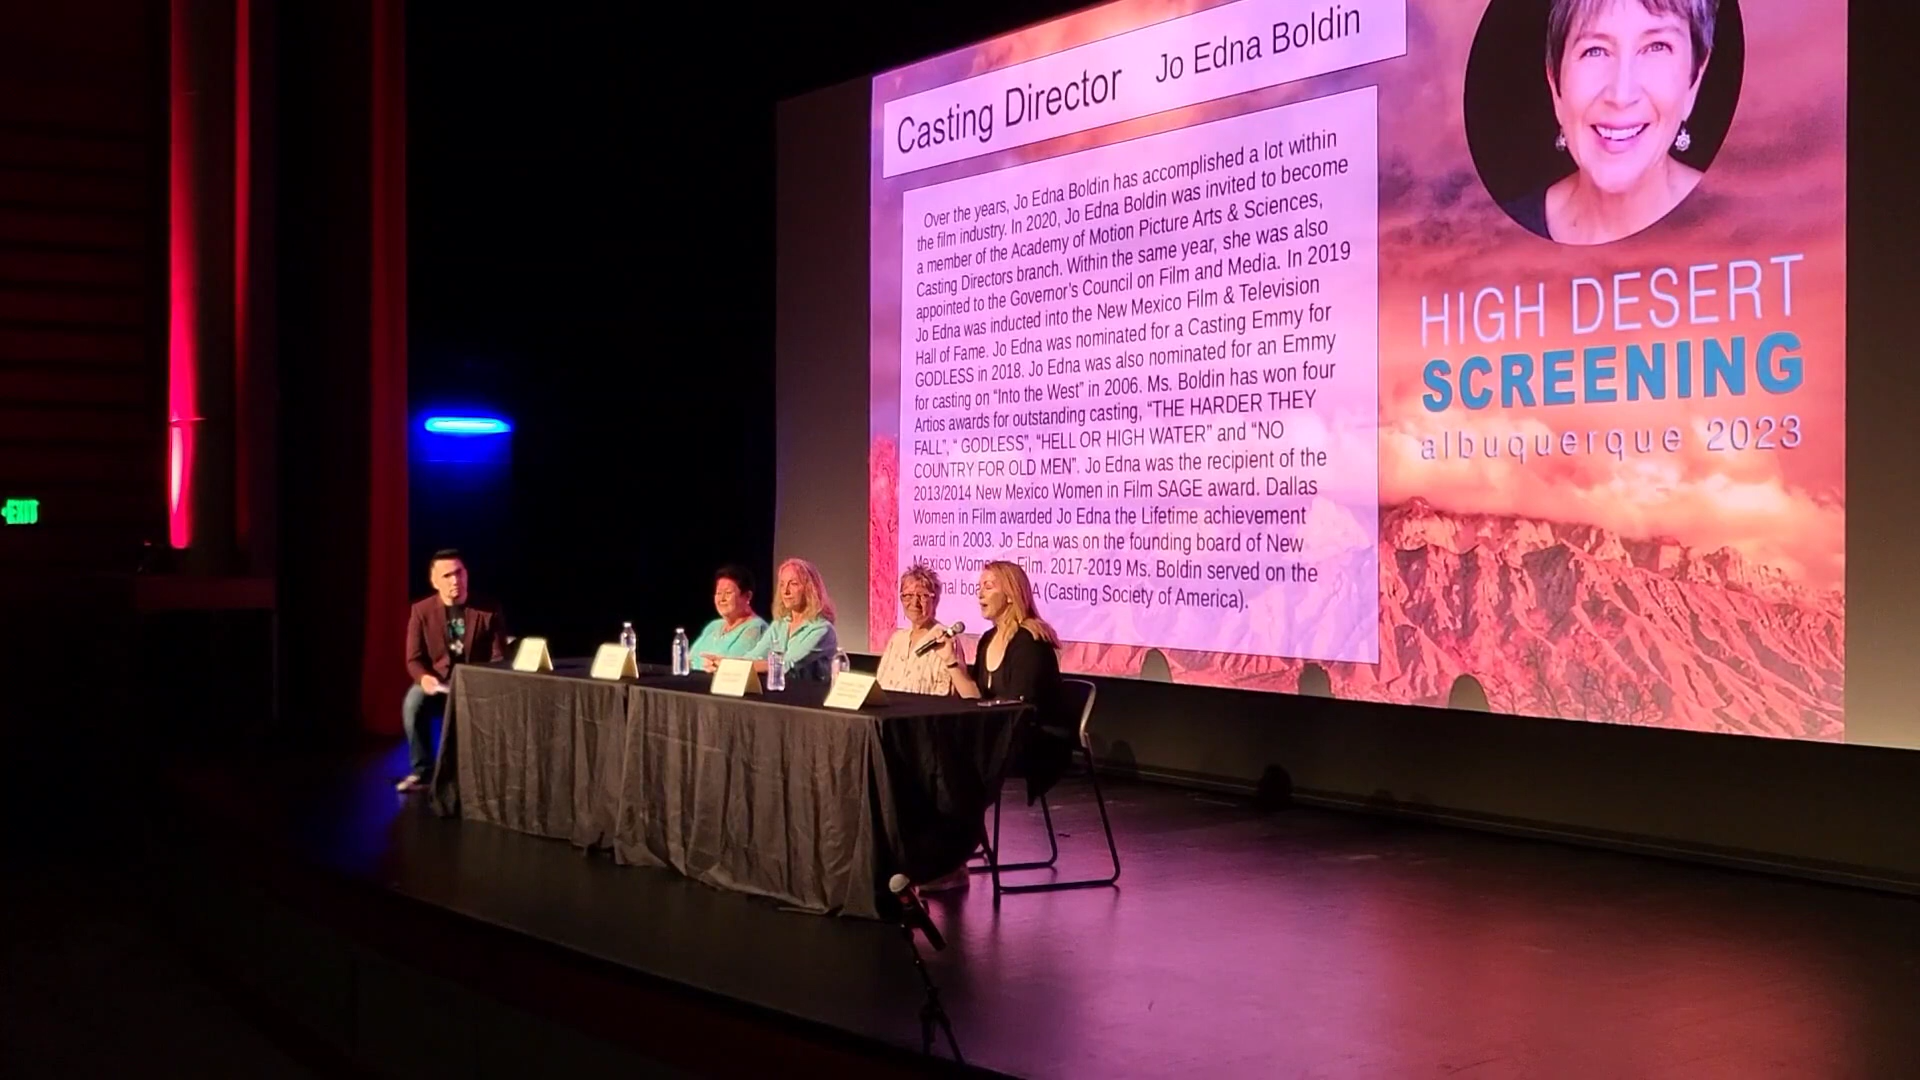 Casting Director Jo Edna Boldin
Over the years, Jo Edna Boldin has accomplished a lot within
the film industry. In 2020, Jo Edna Boldin was invited to become
a member of the Academy of Motion Picture Arts & Sciences,
Casting Directors branch. Within the same year, she was also
appointed to the Governor's Council on Film and Media. In 2019
Jo Edna was inducted into the New Mexico Film & Television
Hall of Fame. Jo Edna was nominated for a Casting Emmy for
GODLESS in 2018. Jo Edna was also nominated for an Emmy
for casting on "Into the West" in 2006. Ms. Boldin has won four
Artios awards for outstanding casting, "THE HARDER THEY
FALL", " GODLESS", "HELL OR HIGH WATER" and "NO
COUNTRY FOR OLD MEN". Jo Edna was the recipient of the
2013/2014 New Mexico Women in Film SAGE award. Dallas
Women in Film awarded Jo Edna the Lifetime achievement
award in 2003. Jo Edna was on the founding board of New
Mexico Film. 2017-2019 Ms. Boldin served on the
(Casting Society of America).
HIGH DESERT
SCREENING
albuquerque 2023
EXIT